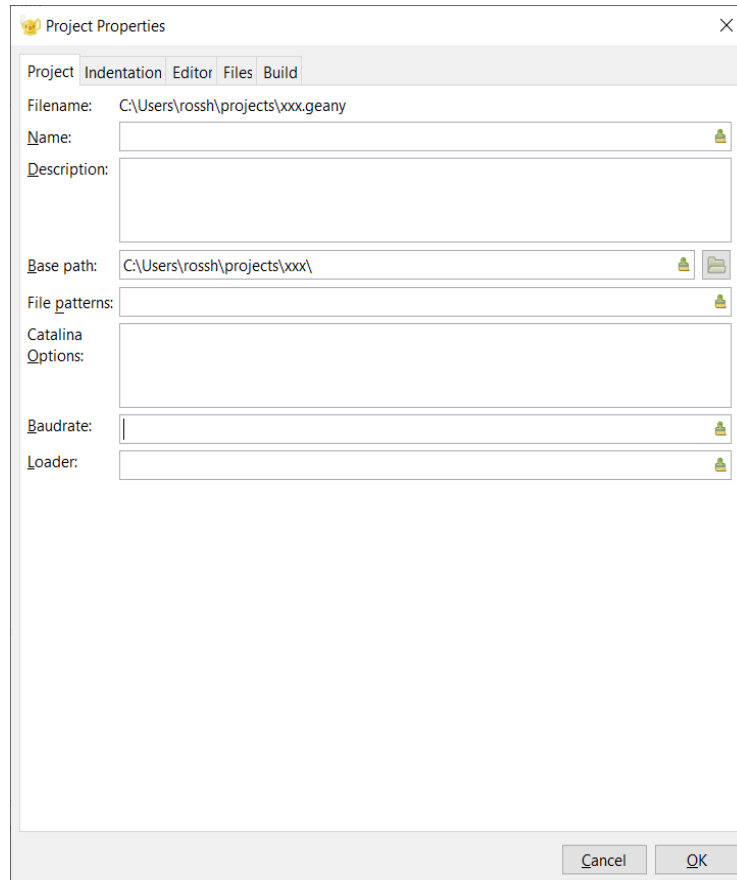 Project Properties
Project Indentation Editor Files Build
Filename: C:\Users\rossh\projects\xxx.geany
Name:
Description:
Base path: C:\Users\rossh\projects\xxx\
File patterns:
Catalina
Options:
Baudrate:
Loader:
Cancel OK